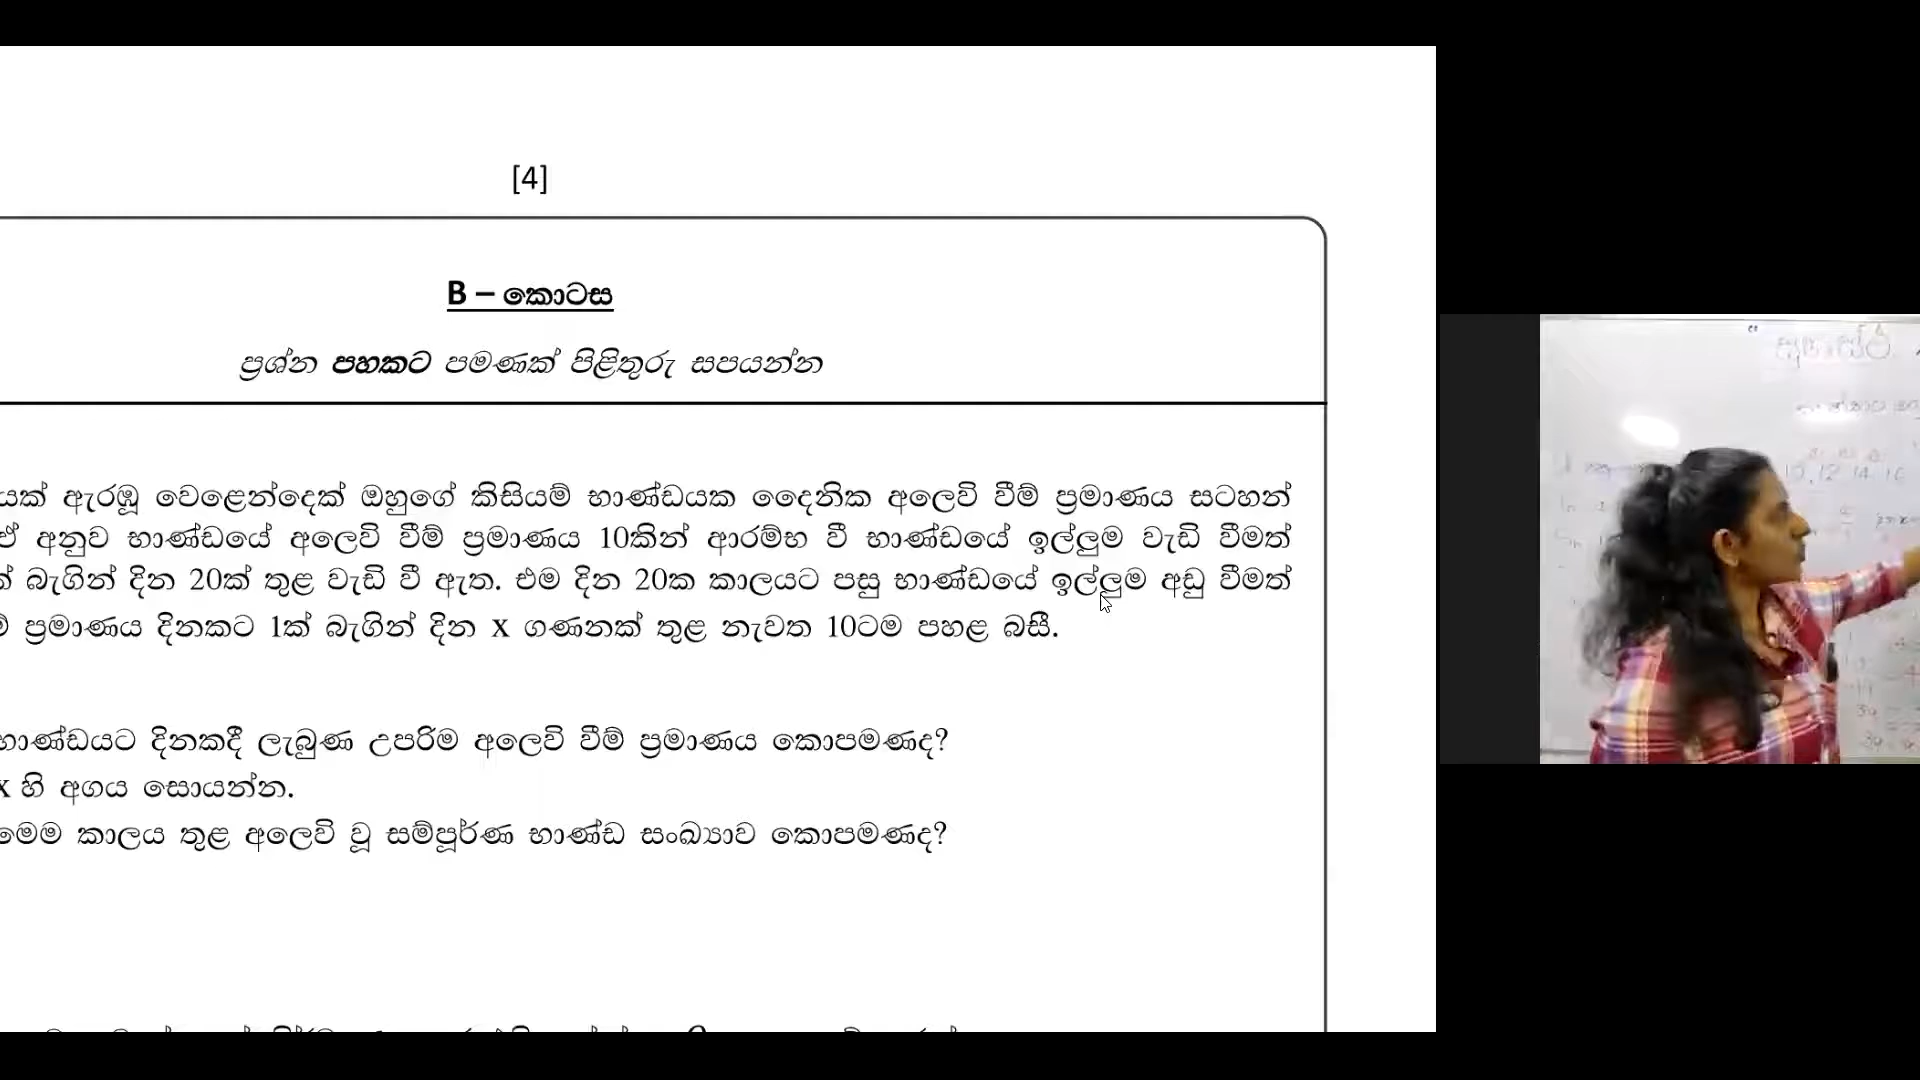 [4]
B – කොටස
ප්‍රශ්න පහකට පමණක් පිළිතුරු සපයන්න
යක් ඇරඹූ වෙළෙන්දෙක් ඔහුගේ කිසියම් භාණ්ඩයක දෛනික අලෙවි වීම් ප්‍රමාණය සටහන්
ඒ අනුව භාණ්ඩයේ අලෙවි වීම් ප්‍රමාණය 10කින් ආරම්භ වී භාණ්ඩයේ ඉල්ලුම වැඩි වීමත්
බැගින් දින 20ක් තුළ වැඩි වී ඇත. එම දින 20ක කාලයට පසු භාණ්ඩයේ ඉල්ලුම අඩු වීමත්
ප්‍රමාණය දිනකට 1ක් බැගින් දින x ගණනක් තුළ නැවත 10ටම පහළ බසී.
භාණ්ඩයට දිනකදී ලැබුණ උපරිම අලෙවි වීම් ප්‍රමාණය කොපමණද?
x හි අගය සොයන්න.
මෙම කාලය තුළ අලෙවි වූ සම්පූර්ණ භාණ්ඩ සංඛ්‍යාව කොපමණද?